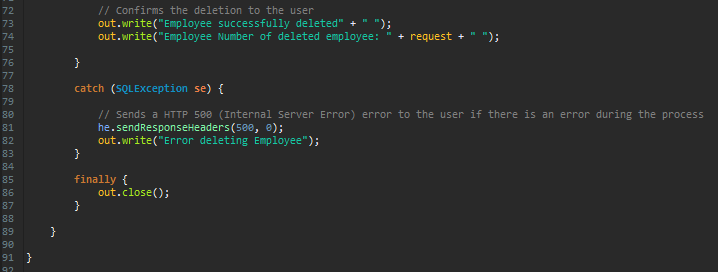 72 // Confirms the deletion to the user
73 out.write("Employee successfully deleted" + " ");
74 out.write("Employee Number of deleted employee: " + request + " ");
75
76 }
77
78 catch (SQLException se) {
79
80 // Sends a HTTP 500 (Internal Server Error) error to the user if there is an error during the process
81 he.sendResponseHeaders(500, 0);
82 out.write("Error deleting Employee");
83 }
84
85 finally {
86 out.close();
87 }
88
89 }
90
91 }
92